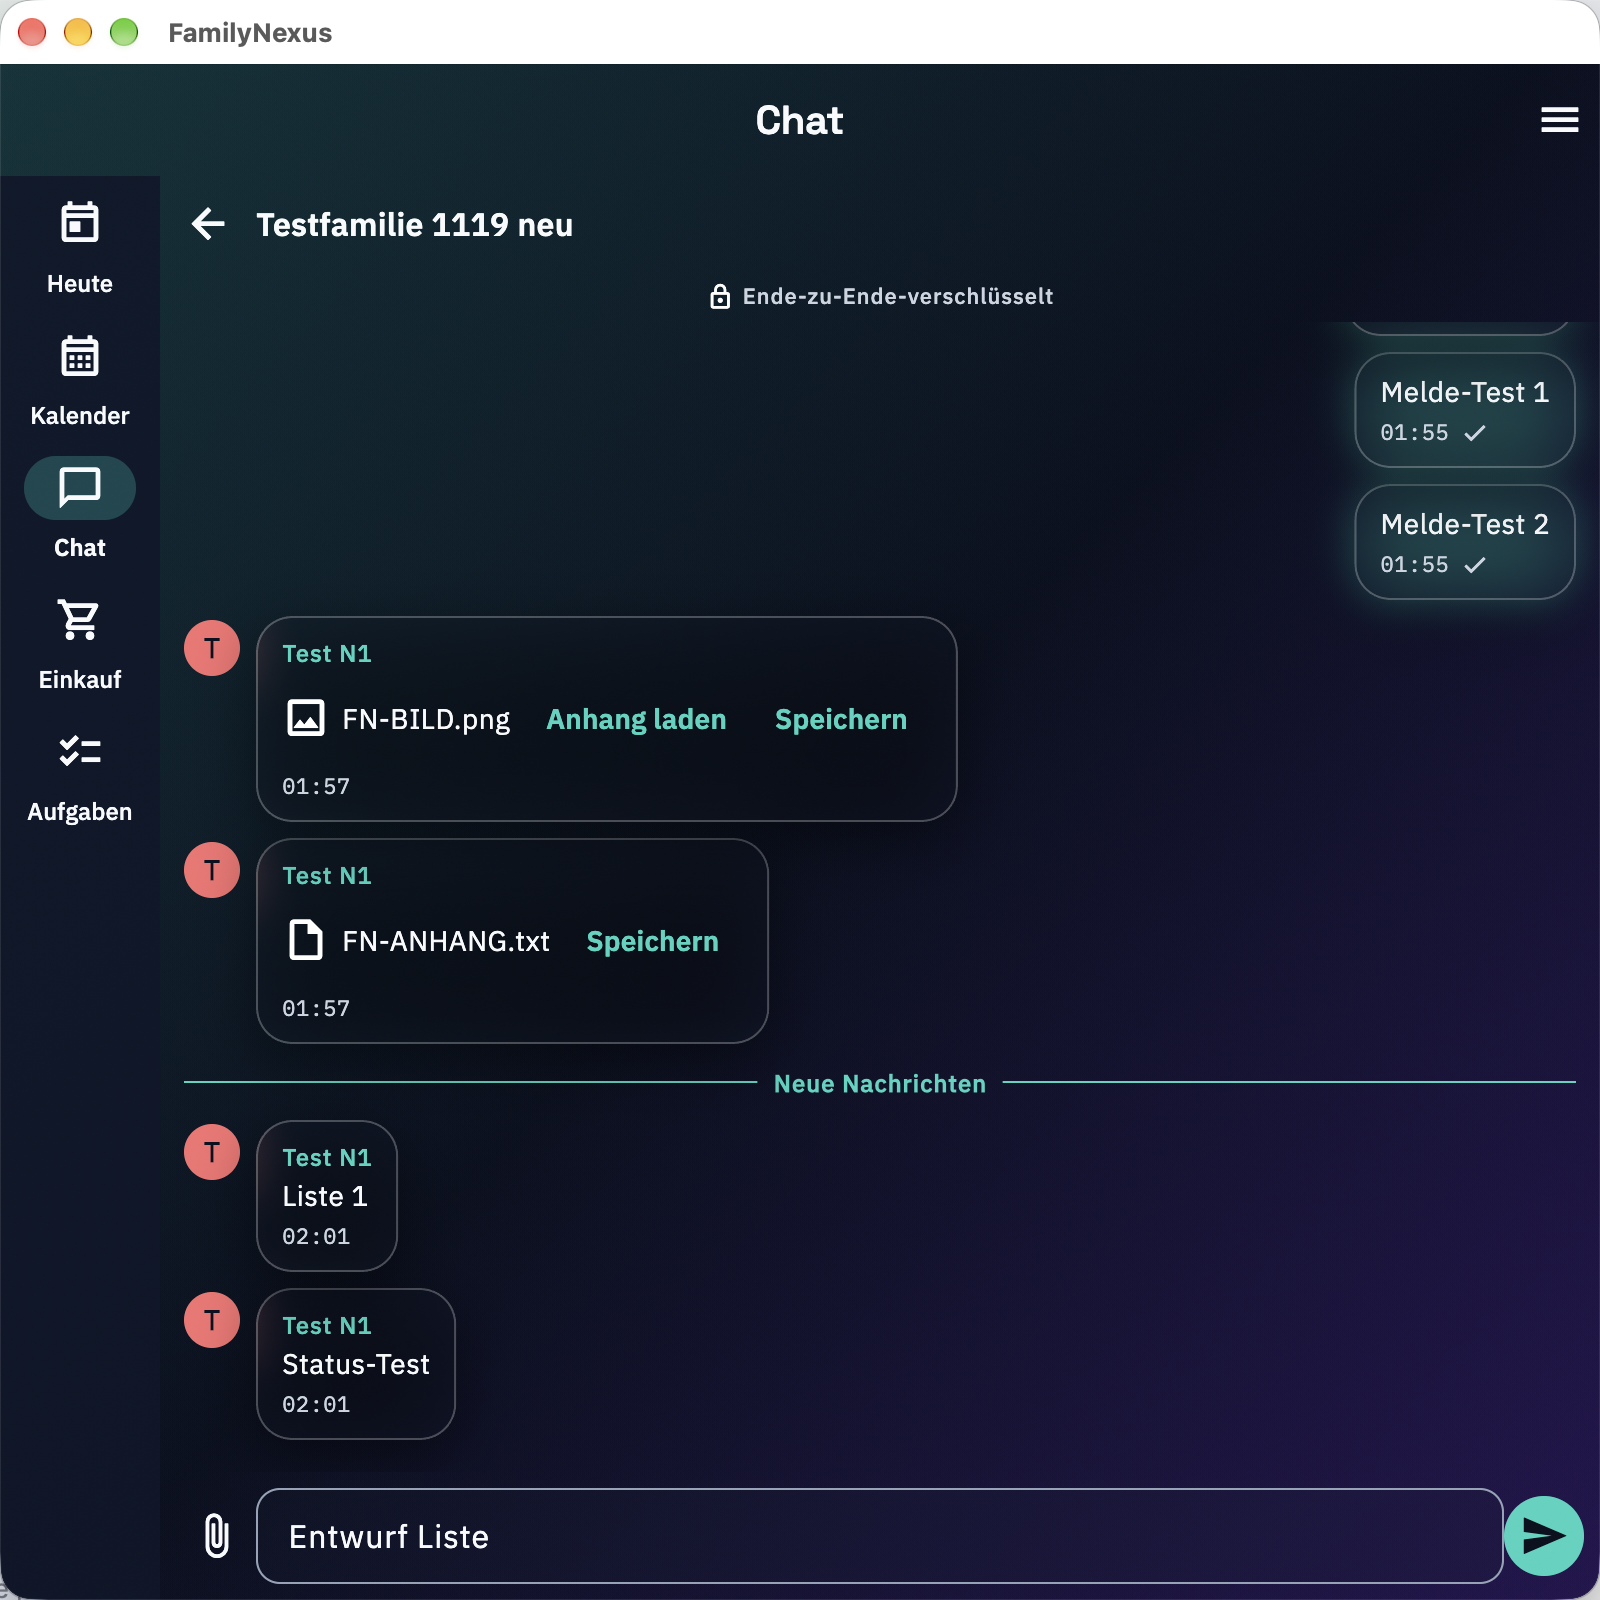 FamilyNexus
Chat
Heute
Kalender
Chat
Einkauf
Aufgaben
Testfamilie 1119 neu
Ende-zu-Ende-verschlüsselt
Melde-Test 1
01:55
Melde-Test 2
01:55
T
Test N1
FN-BILD.png Anhang laden Speichern
01:57
T
Test N1
FN-ANHANG.txt Speichern
01:57
Neue Nachrichten
T
Test N1
Liste 1
02:01
T
Test N1
Status-Test
02:01
Entwurf Liste